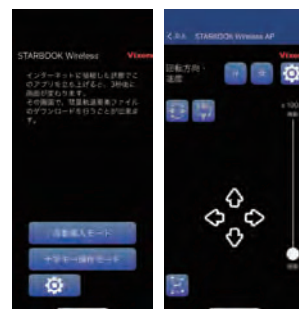 STARBOOK Wireless
Vixen
インターネットに接続した状態でこ
のアプリを立ち上げると、3秒後に
画面が変わります。
その画面で、彗星軌道要素ファイル
のダウンロードを行うことが出来ま
す。
自動導入モード
十字キー操作モード
戻る STARBOOK Wireless AP
Vixen
回転方向・
速度
x 100